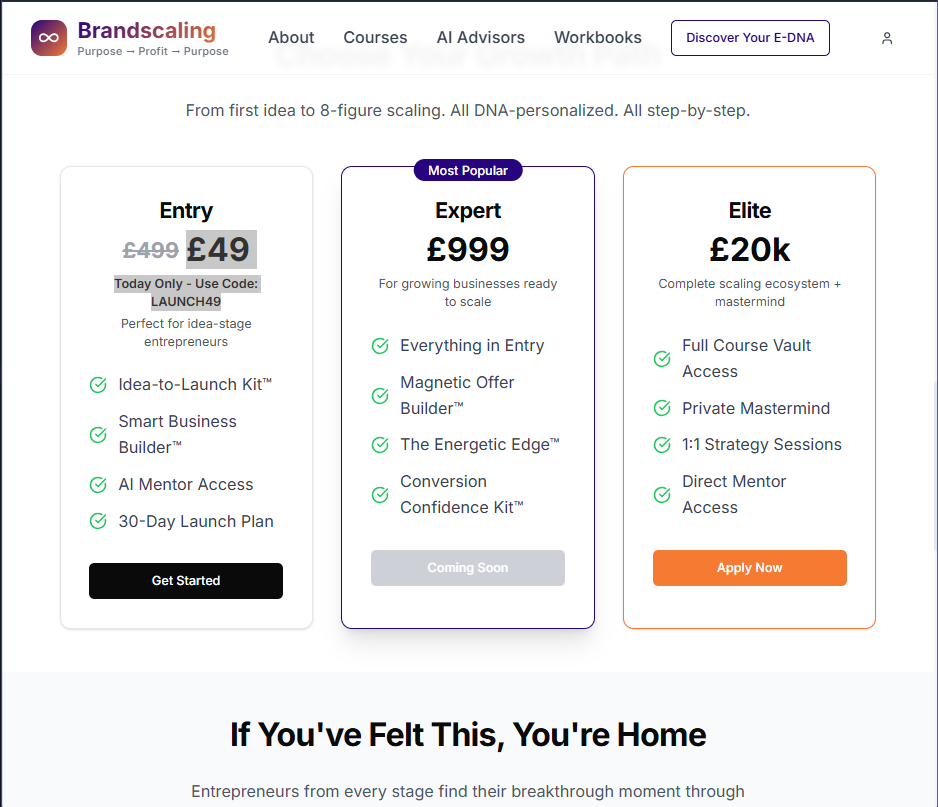 Brandscaling
Purpose → Profit → Purpose
About
Courses
AI Advisors
Workbooks
Discover Your E-DNA
Choose Your Growth Path
From first idea to 8-figure scaling. All DNA-personalized. All step-by-step.
Entry
£499 £49
Today Only - Use Code:
LAUNCH49
Perfect for idea-stage
entrepreneurs
Idea-to-Launch Kit™
Smart Business
Builder™
AI Mentor Access
30-Day Launch Plan
Get Started
Most Popular
Expert
£999
For growing businesses ready
to scale
Everything in Entry
Magnetic Offer
Builder™
The Energetic Edge™
Conversion
Confidence Kit™
Coming Soon
Elite
£20k
Complete scaling ecosystem +
mastermind
Full Course Vault
Access
Private Mastermind
1:1 Strategy Sessions
Direct Mentor
Access
Apply Now
If You've Felt This, You're Home
Entrepreneurs from every stage find their breakthrough moment through